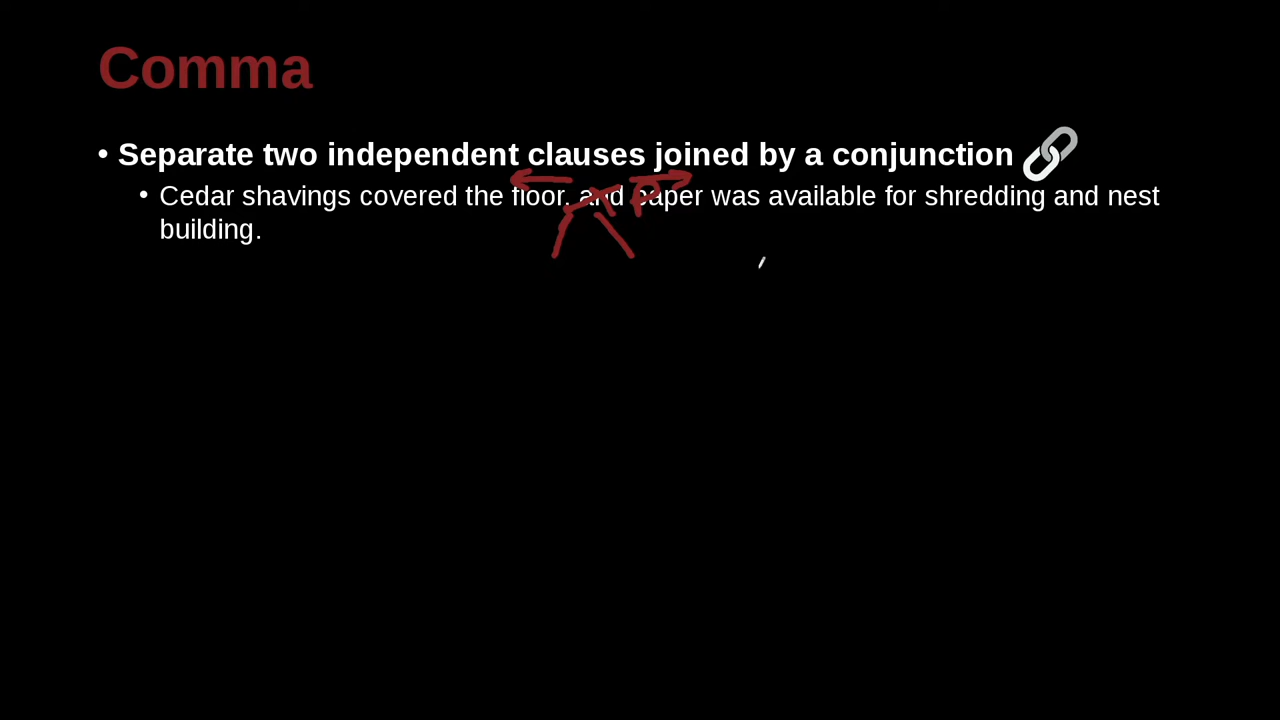 Comma
• Separate two independent clauses joined by a conjunction
• Cedar shavings covered the floor, and paper was available for shredding and nest
building.